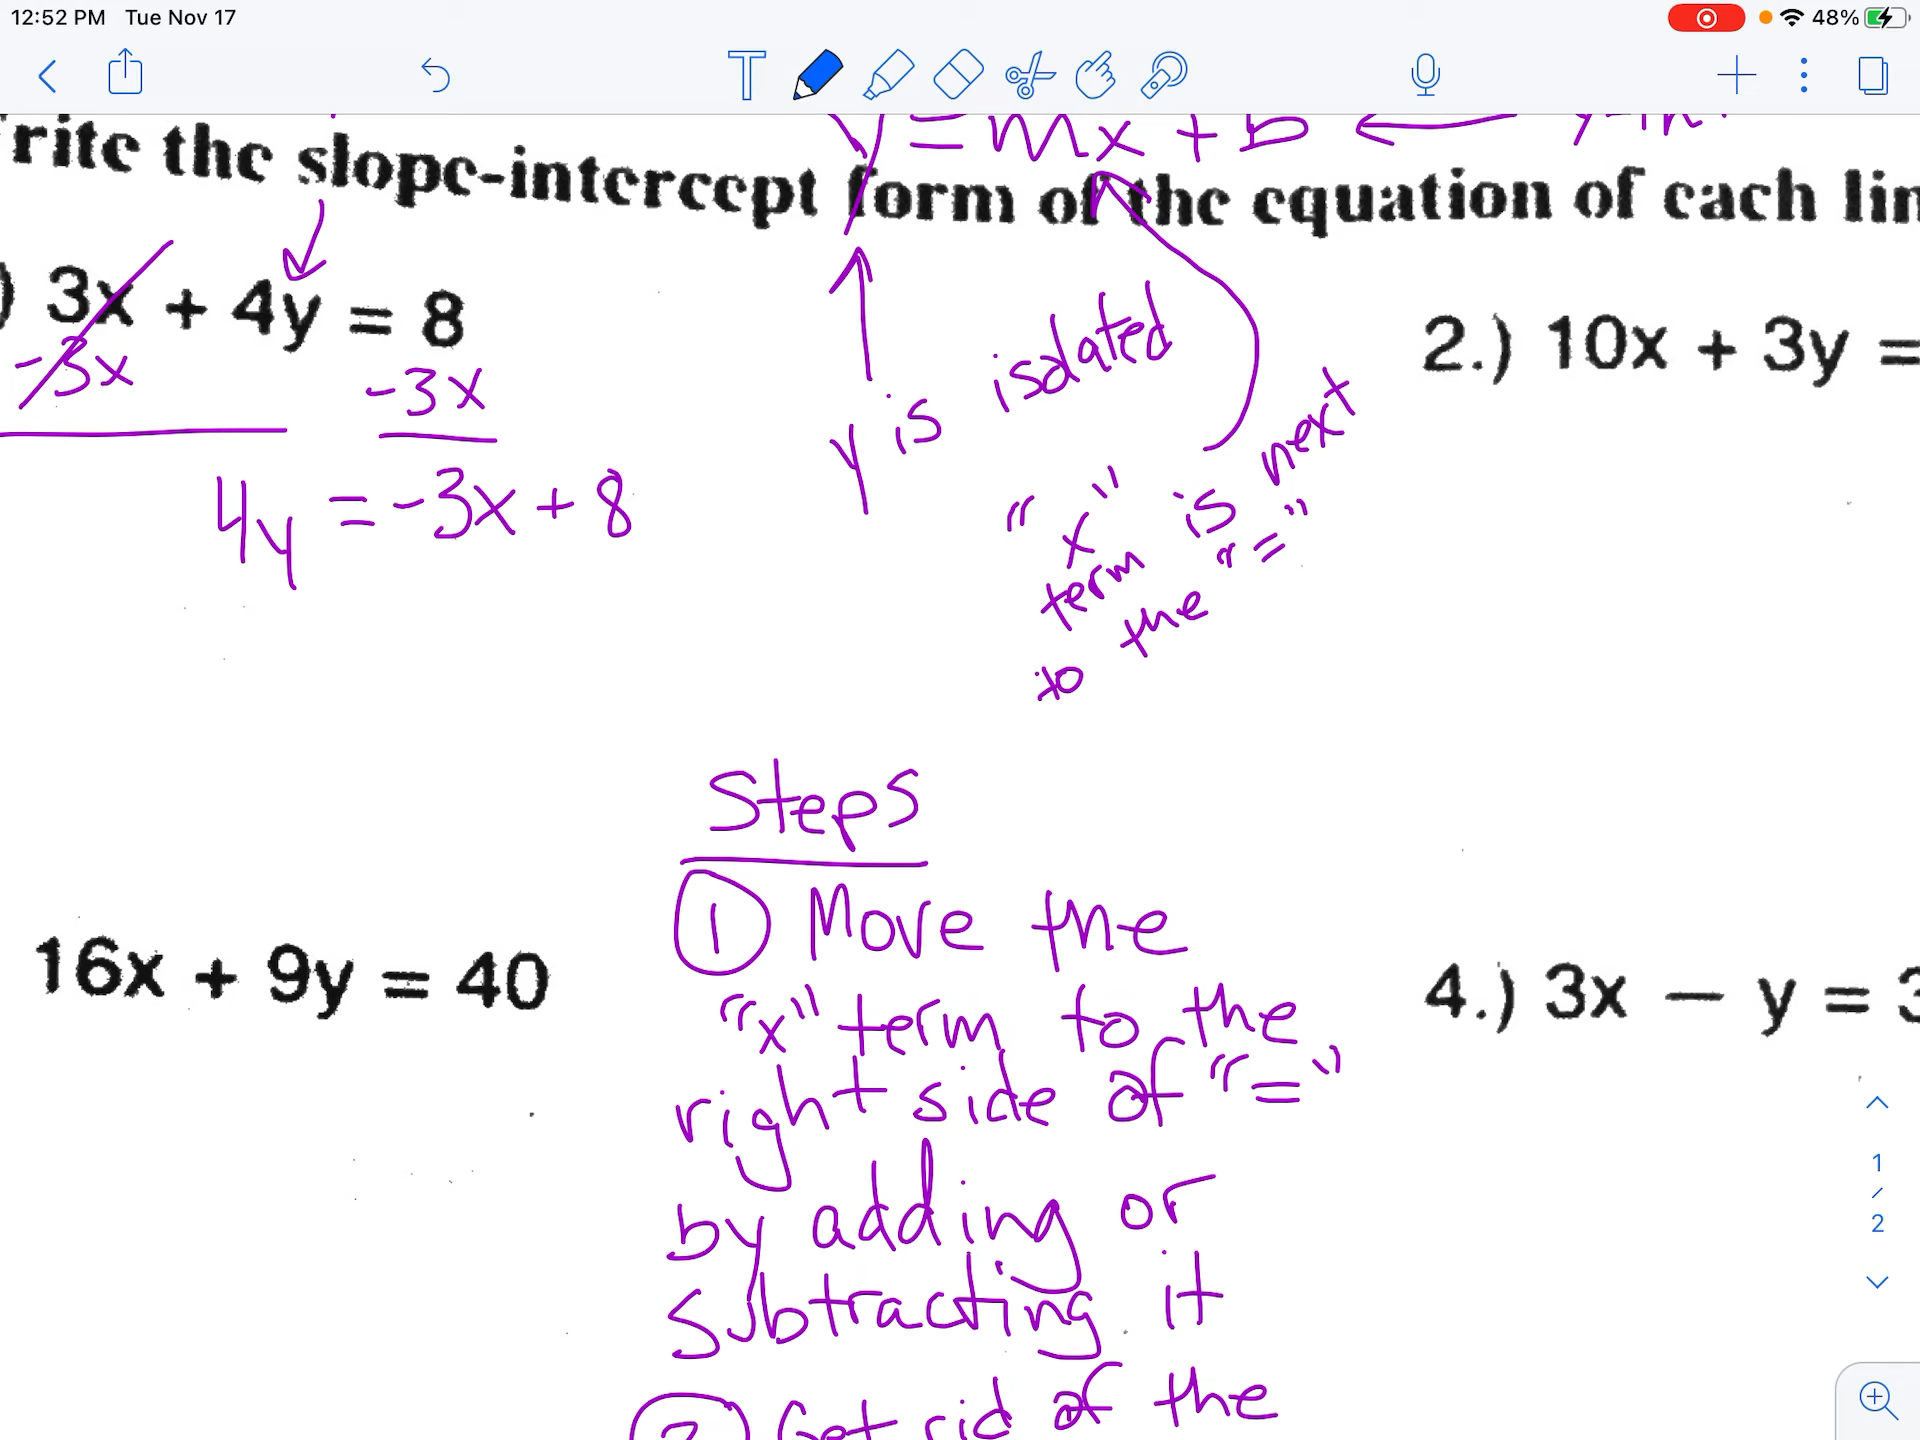 12:52 PM Tue Nov 17
48%
y = mx + b
rite the slope-intercept form of the equation of each lin
) 3x + 4y = 8
-3x -3x
4y = -3x + 8
y is isolated
"x" is next
term "="
to the
2.) 10x + 3y =
16x + 9y = 40
4.) 3x – y = 3
Steps
1 Move the
"x" term to the
right side of "="
by adding or
subtracting it
2 Get rid of the
1
/
2